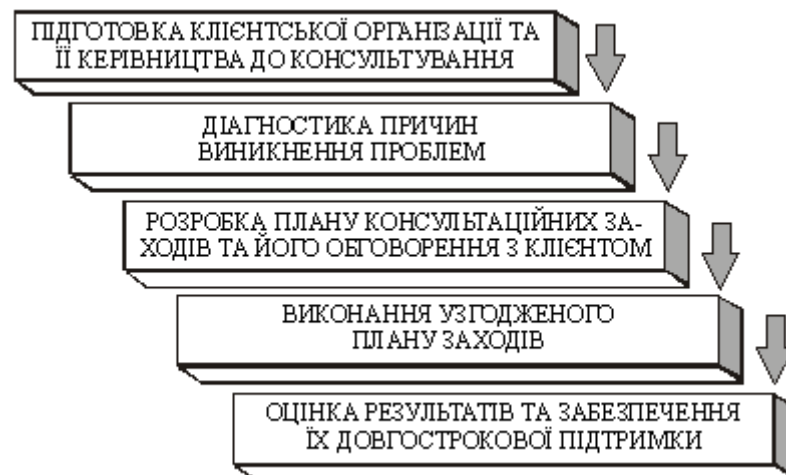 ПІДГОТОВКА КЛІЄНТСЬКОЇ ОРГАНІЗАЦІЇ ТА
ЇЇ КЕРІВНИЦТВА ДО КОНСУЛЬТУВАННЯ
ДІАГНОСТИКА ПРИЧИН
ВИНИКНЕННЯ ПРОБЛЕМ
РОЗРОБКА ПЛАНУ КОНСУЛЬТАЦІЙНИХ ЗА-
ХОДІВ ТА ЙОГО ОБГОВОРЕННЯ З КЛІЄНТОМ
ВИКОНАННЯ УЗГОДЖЕНОГО
ПЛАНУ ЗАХОДІВ
ОЦІНКА РЕЗУЛЬТАТІВ ТА ЗАБЕЗПЕЧЕННЯ
ЇХ ДОВГОСТРОКОВОЇ ПІДТРИМКИ